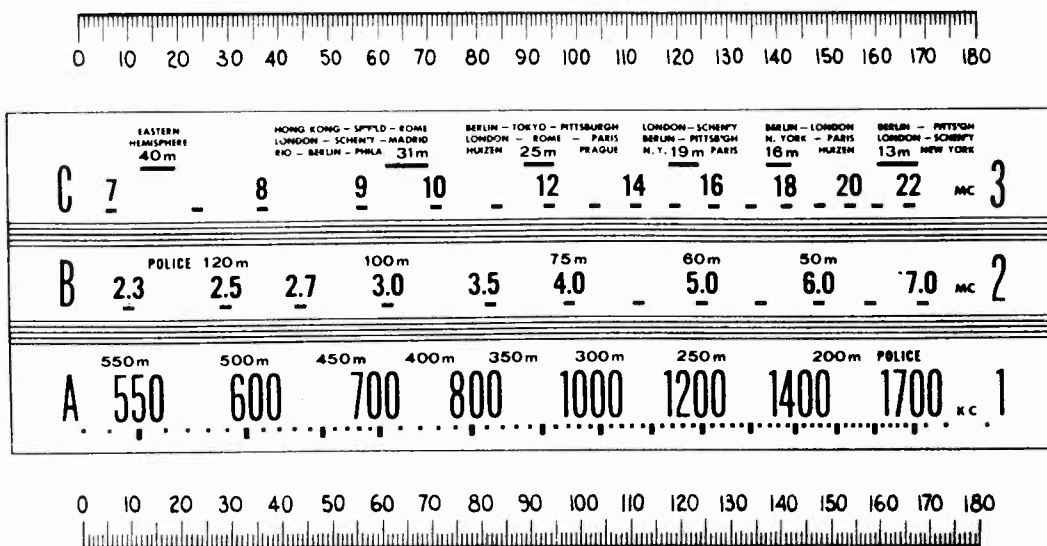 0 10 20 30 40 50 60 70 80 90 100 110 120 130 140 150 160 170 180
EASTERN HEMISPHERE 40m
HONG KONG – SP'F'LD – ROME
LONDON – SCHEN'Y – MADRID
RIO – BERLIN – PHILA. 31m
BERLIN – TOKYO – PITTSBURGH
LONDON – ROME – PARIS
HUIZEN 25m PRAGUE
LONDON – SCHEN'Y
BERLIN – PITTSB'GH
N.Y. 19m PARIS
BERLIN – LONDON
N. YORK – PARIS
16m HUIZEN
BERLIN – PITTS'GH
LONDON – SCHEN'Y
13m NEW YORK
C 7 8 9 10 12 14 16 18 20 22 MC 3
POLICE 120m 100m 75m 60m 50m
B 2.3 2.5 2.7 3.0 3.5 4.0 5.0 6.0 7.0 MC 2
550m 500m 450m 400m 350m 300m 250m 200m POLICE
A 550 600 700 800 1000 1200 1400 1700 KC 1
0 10 20 30 40 50 60 70 80 90 100 110 120 130 140 150 160 170 180